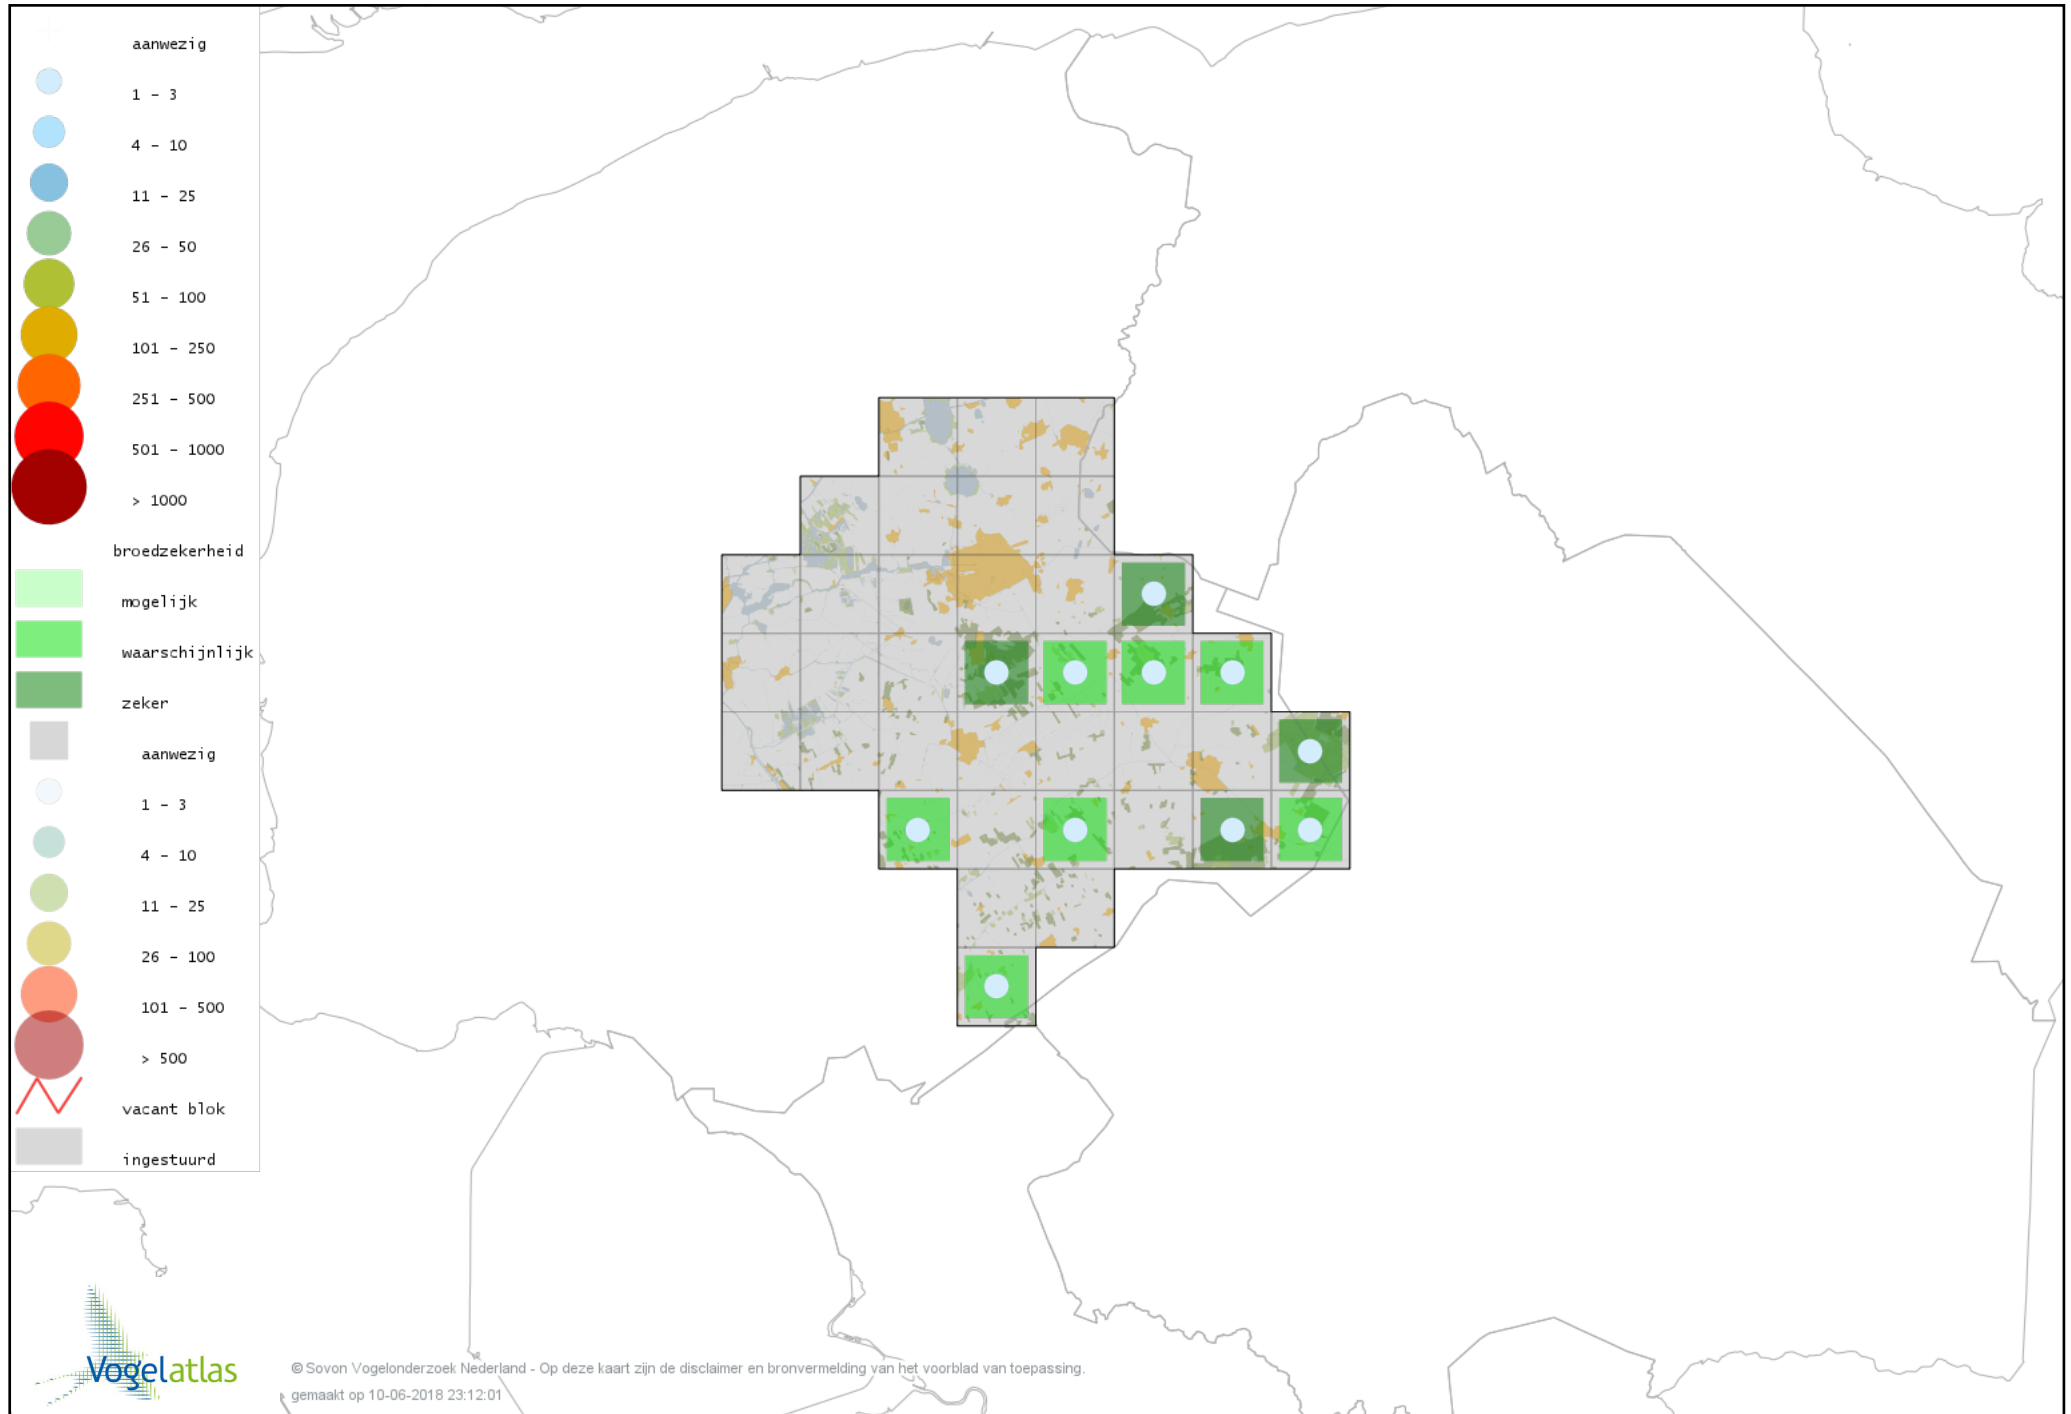 aanwezig
1 - 3
4 - 10
11 - 25
26 - 50
51 - 100
101 - 250
251 - 500
501 - 1000
> 1000
broedzekerheid
mogelijk
waarschijnlijk
zeker
aanwezig
1 - 3
4 - 10
11 - 25
26 - 100
101 - 500
> 500
vacant blok
ingestuurd
Vogelatlas
© Sovon Vogelonderzoek Nederland - Op deze kaart zijn de disclaimer en bronvermelding van het voorblad van toepassing.
gemaakt op 10-06-2018 23:12:01